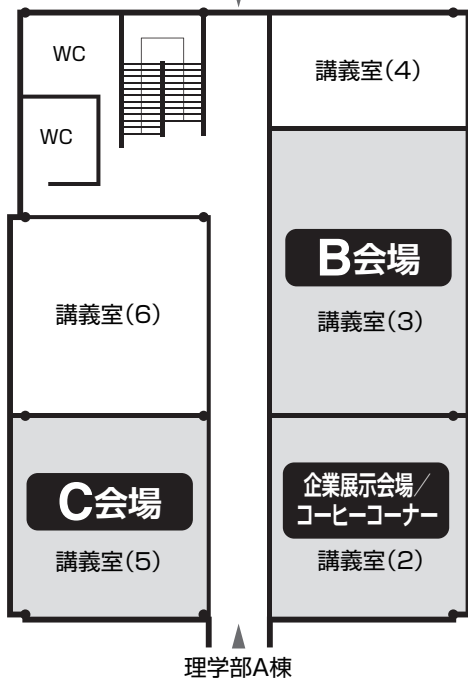 WC
講義室(4)
WC
B会場
講義室(6)
講義室(3)
C会場
企業展示会場/
コーヒーコーナー
講義室(5)
講義室(2)
理学部A棟